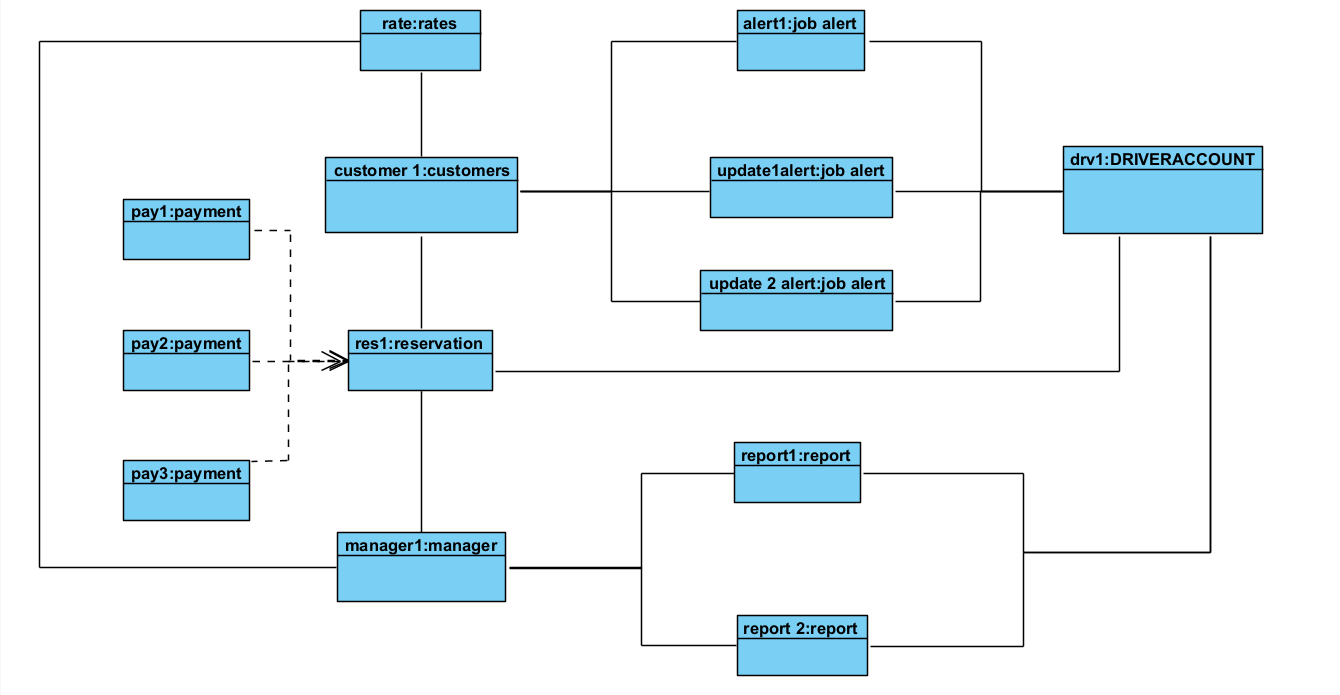 rate:rates
alert1:job alert
customer 1:customers
update1alert:job alert
drv1:DRIVERACCOUNT
pay1:payment
update 2 alert:job alert
pay2:payment
res1:reservation
pay3:payment
report1:report
manager1:manager
report 2:report